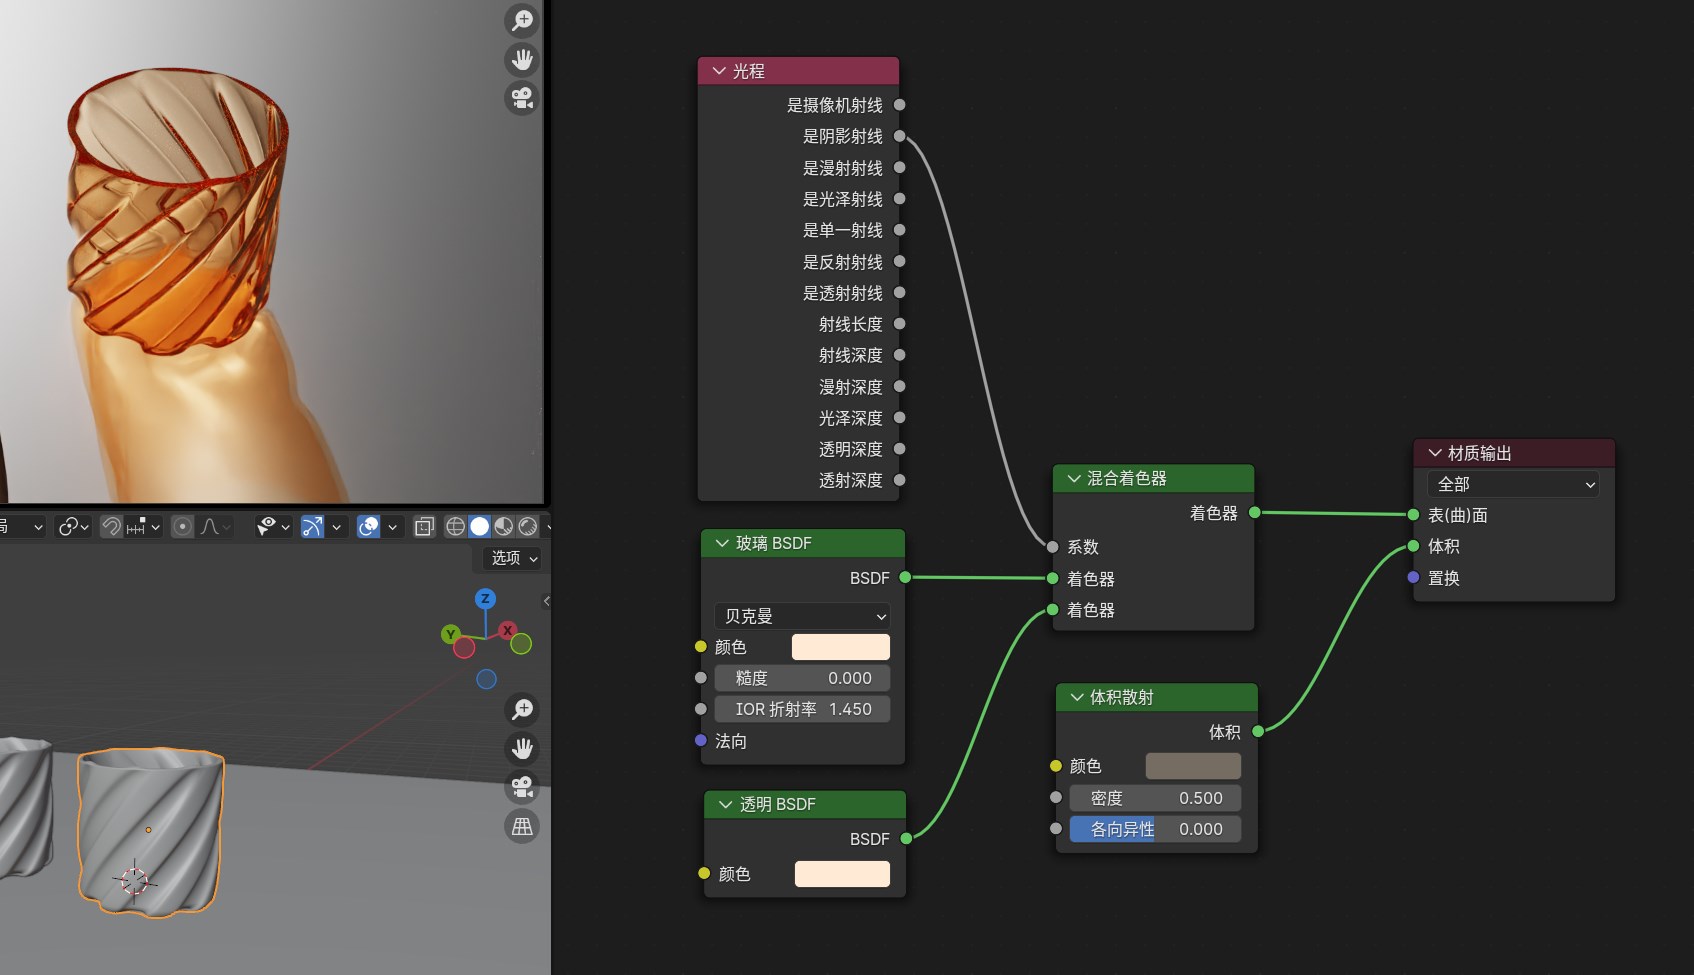 光程
是摄像机射线
是阴影射线
是漫射射线
是光泽射线
是单一射线
是反射射线
是透射射线
射线长度
射线深度
漫射深度
光泽深度
透明深度
透射深度
玻璃 BSDF
BSDF
贝克曼
颜色
糙度 0.000
IOR 折射率 1.450
法向
透明 BSDF
BSDF
颜色
混合着色器
着色器
系数
着色器
着色器
体积散射
体积
颜色
密度 0.500
各向异性 0.000
材质输出
全部
表(曲)面
体积
置换
局
选项
Z
Y
X